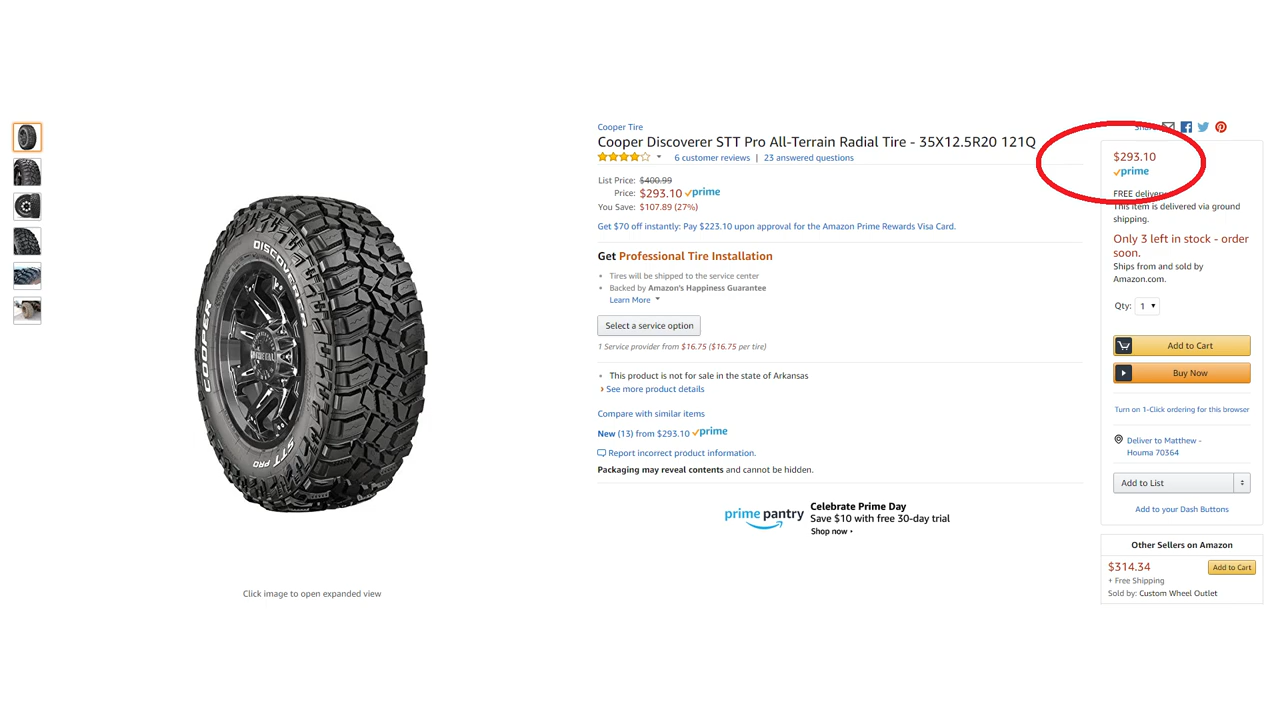 Cooper Tire
Cooper Discoverer STT Pro All-Terrain Radial Tire - 35X12.5R20 121Q
6 customer reviews | 23 answered questions
List Price: $400.99
Price: $293.10 prime
You Save: $107.89 (27%)
Get $70 off instantly: Pay $223.10 upon approval for the Amazon Prime Rewards Visa Card.
Get Professional Tire Installation
Tires will be shipped to the service center
Backed by Amazon's Happiness Guarantee
Learn More
Select a service option
1 Service provider from $16.75 ($16.75 per tire)
This product is not for sale in the state of Arkansas
› See more product details
Compare with similar items
New (13) from $293.10 prime
Report incorrect product information.
Packaging may reveal contents and cannot be hidden.
prime pantry
Celebrate Prime Day
Save $10 with free 30-day trial
Shop now ›
DISCOVERER
COOPER
STT PRO
Click image to open expanded view
Share
$293.10
prime
FREE delivery
This item is delivered via ground
shipping.
Only 3 left in stock - order
soon.
Ships from and sold by
Amazon.com.
Qty: 1
Add to Cart
Buy Now
Turn on 1-Click ordering for this browser
Deliver to Matthew -
Houma 70364
Add to List
Add to your Dash Buttons
Other Sellers on Amazon
$314.34
Add to Cart
+ Free Shipping
Sold by: Custom Wheel Outlet